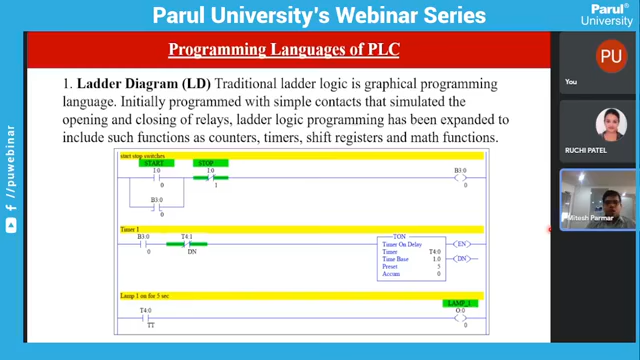 Parul University's Webinar Series
Parul®
University
Programming Languages of PLC
1. Ladder Diagram (LD) Traditional ladder logic is graphical programming
language. Initially programmed with simple contacts that simulated the
opening and closing of relays, ladder logic programming has been expanded to
include such functions as counters, timers, shift registers and math functions.
start stop switches
START STOP
I:0 I:0 B3:0
0 1 0
B3:0
0
Timer 1
B3:0 T4:1
0 DN
TON
Timer On Delay EN
Timer T4:0
Time Base 1.0 DN
Preset 5
Accum 0
Lamp 1 on for 5 sec
LAMP_1
T4:0 O:0
TT 0
/puwebinar
PU
You
RUCHI PATEL
Mitesh Parmar